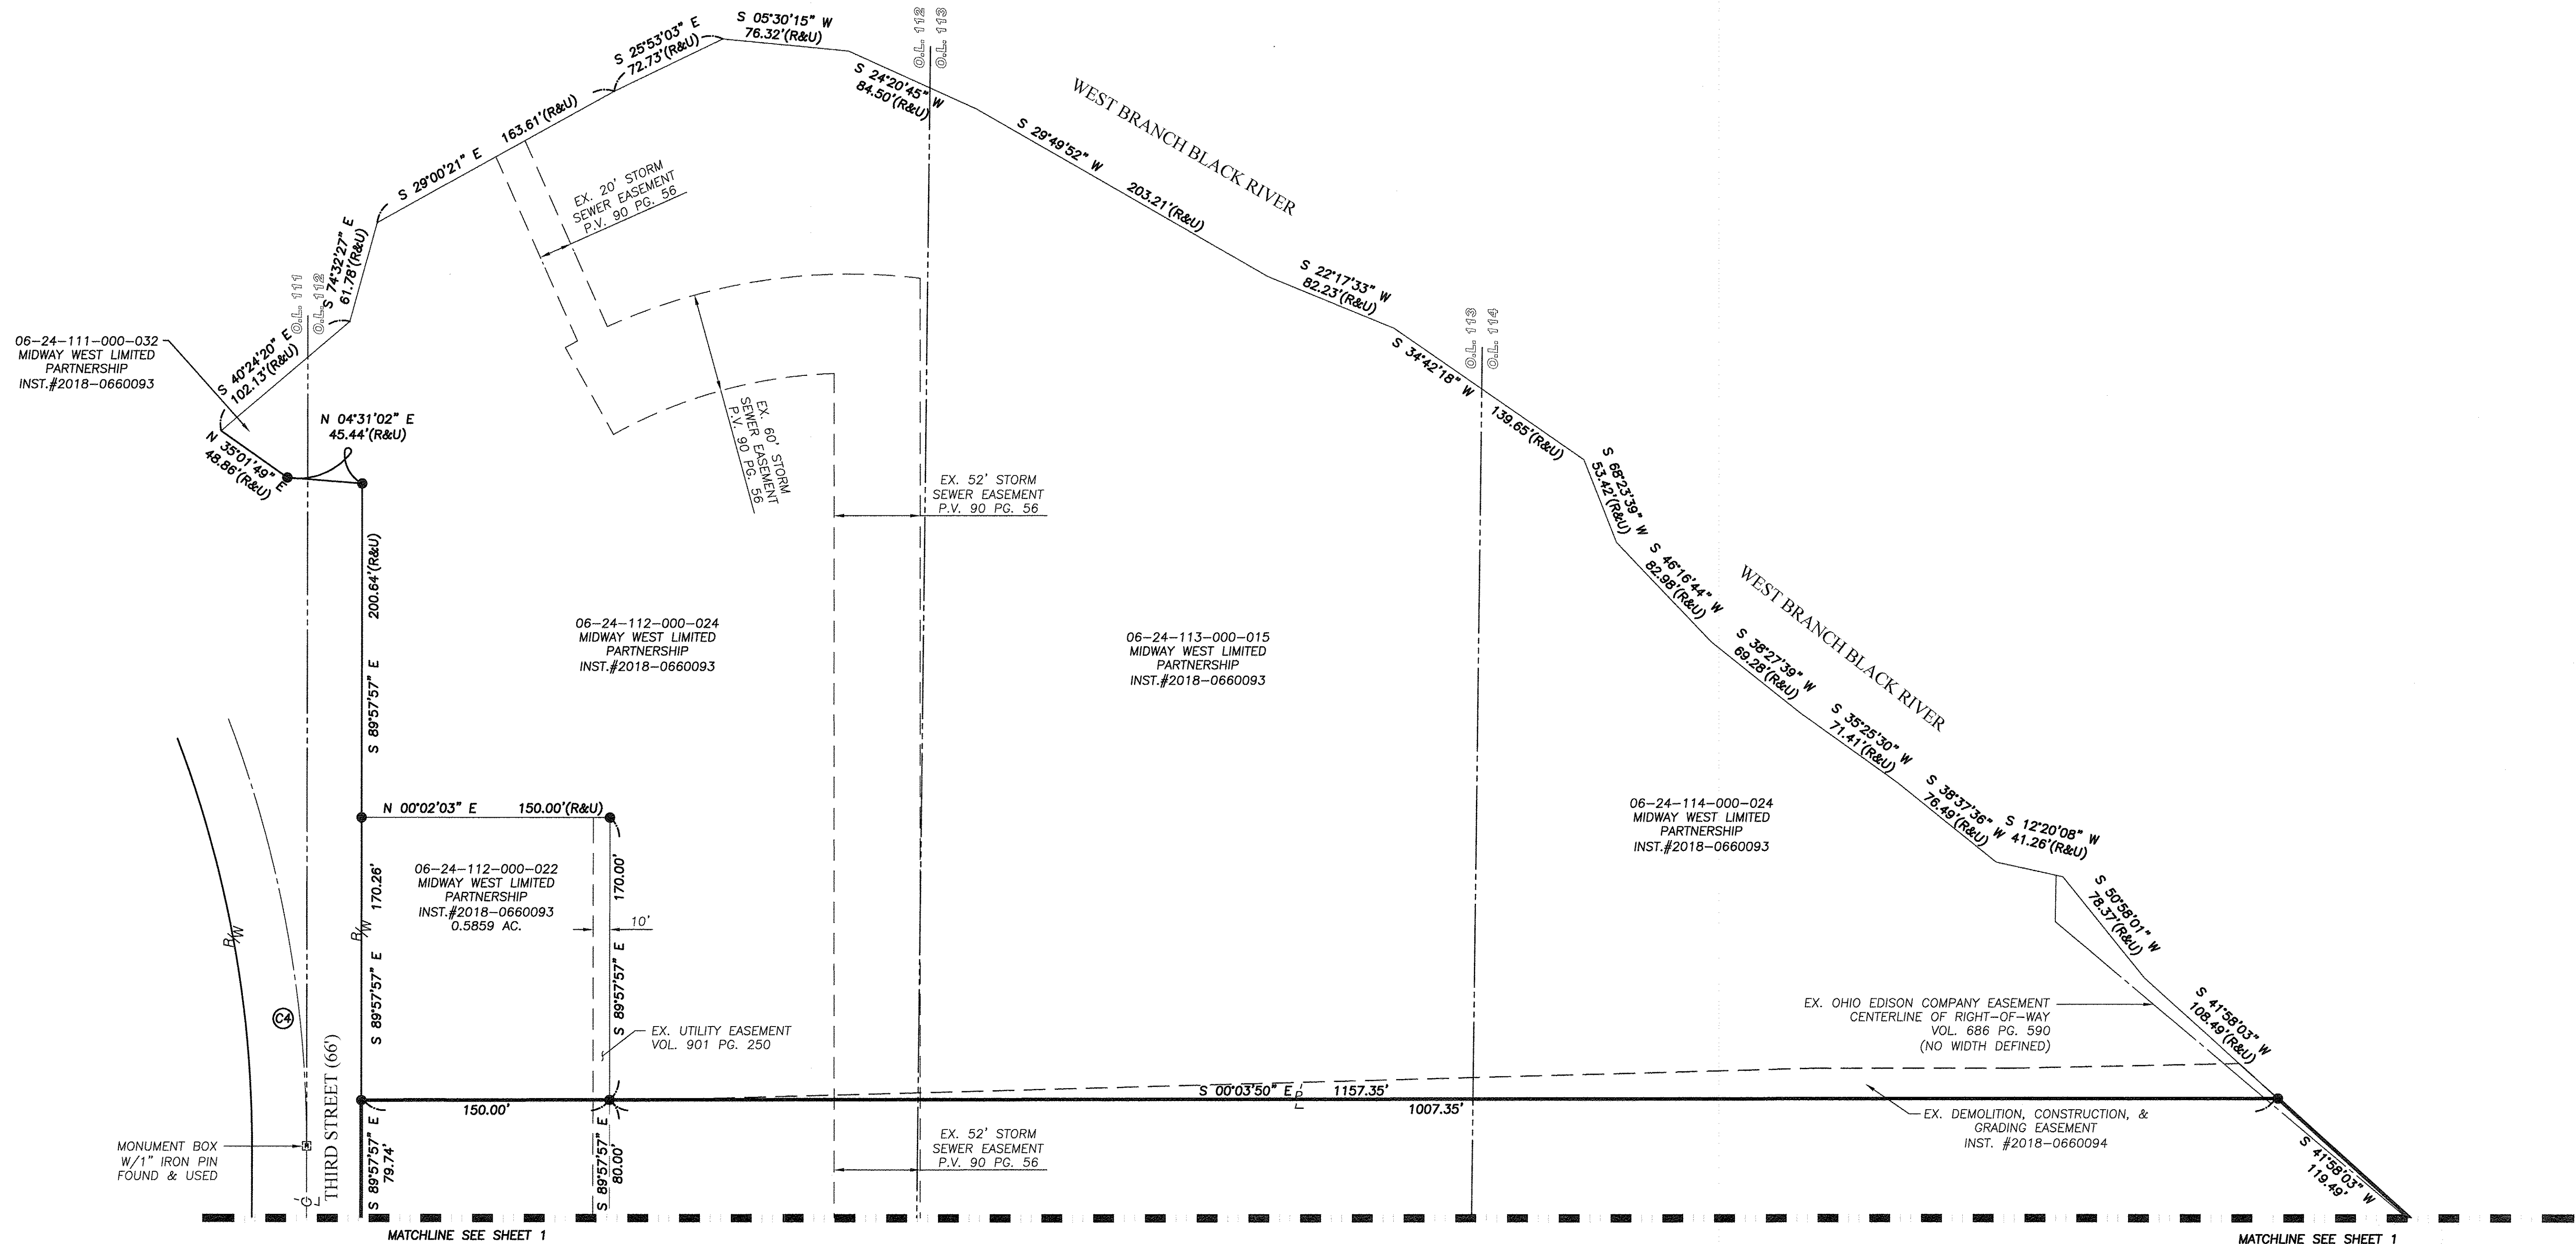 S 05°30'15" W
76.32'(R&U)
S 25°53'03" E
72.73'(R&U)
O.L. 112
O.L. 113
S 24°20'45" W
84.50'(R&U)
WEST BRANCH BLACK RIVER
163.61'(R&U)
S 29°00'21" E
S 29°49'52" W
203.21'(R&U)
EX. 20' STORM
SEWER EASEMENT
P.V. 90 PG. 56
S 74°32'27" E
61.78'(R&U)
O.L. 111
O.L. 112
S 22°17'33" W
82.23'(R&U)
O.L. 113
O.L. 114
06-24-111-000-032
MIDWAY WEST LIMITED
PARTNERSHIP
INST.#2018-0660093
S 40°24'20" E
102.13'(R&U)
S 34°42'18" W
139.65'(R&U)
N 04°31'02" E
45.44'(R&U)
N 35°01'49" E
48.86'(R&U)
EX. 60' STORM
SEWER EASEMENT
P.V. 90 PG. 56
S 68°23'39" W
53.42'(R&U)
EX. 52' STORM
SEWER EASEMENT
P.V. 90 PG. 56
S 46°16'44" W
82.98'(R&U)
WEST BRANCH BLACK RIVER
200.64'(R&U)
S 89°57'57" E
06-24-112-000-024
MIDWAY WEST LIMITED
PARTNERSHIP
INST.#2018-0660093
06-24-113-000-015
MIDWAY WEST LIMITED
PARTNERSHIP
INST.#2018-0660093
S 38°27'39" W
69.28'(R&U)
S 35°25'30" W
71.41'(R&U)
S 38°37'36" W
76.49'(R&U)
S 12°20'08" W
41.26'(R&U)
N 00°02'03" E 150.00'(R&U)
06-24-114-000-024
MIDWAY WEST LIMITED
PARTNERSHIP
INST.#2018-0660093
06-24-112-000-022
MIDWAY WEST LIMITED
PARTNERSHIP
INST.#2018-0660093
0.5859 AC.
170.26'
S 89°57'57" E
R/W
R/W
170.00'
S 89°57'57" E
10'
S 50°58'01" W
78.37'(R&U)
C4
EX. UTILITY EASEMENT
VOL. 901 PG. 250
EX. OHIO EDISON COMPANY EASEMENT
CENTERLINE OF RIGHT-OF-WAY
VOL. 686 PG. 590
(NO WIDTH DEFINED)
S 41°58'03" W
108.49'(R&U)
THIRD STREET (66')
S 00°03'50" E
PL
1157.35'
150.00'
1007.35'
EX. DEMOLITION, CONSTRUCTION, &
GRADING EASEMENT
INST. #2018-0660094
MONUMENT BOX
W/1" IRON PIN
FOUND & USED
CL
S 89°57'57" E
79.74'
S 89°57'57" E
80.00'
EX. 52' STORM
SEWER EASEMENT
P.V. 90 PG. 56
S 41°58'03" W
119.49'
MATCHLINE SEE SHEET 1
MATCHLINE SEE SHEET 1